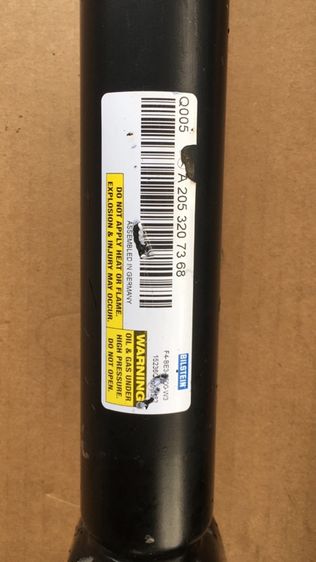 Q005
A 205 320 73 68
ASSEMBLED IN GERMANY
DO NOT APPLY HEAT OR FLAME.
EXPLOSION & INJURY MAY OCCUR.
BILSTEIN
WARNING
OIL & GAS UNDER
HIGH PRESSURE.
DO NOT OPEN.